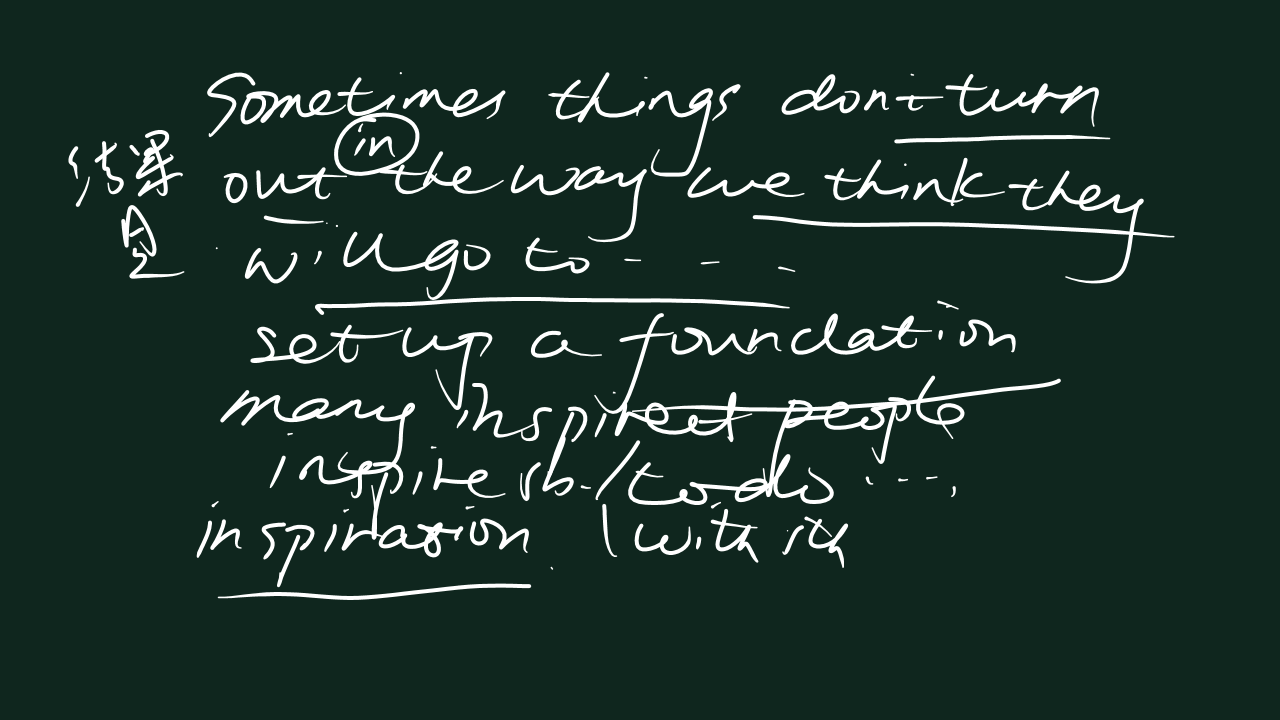 Sometimes things don't turn
in
结果 out the way we think they
是 will go to - - - -
set up a foundation
many inspired people
inspire sb. / to do ....
inspiration ( with sth